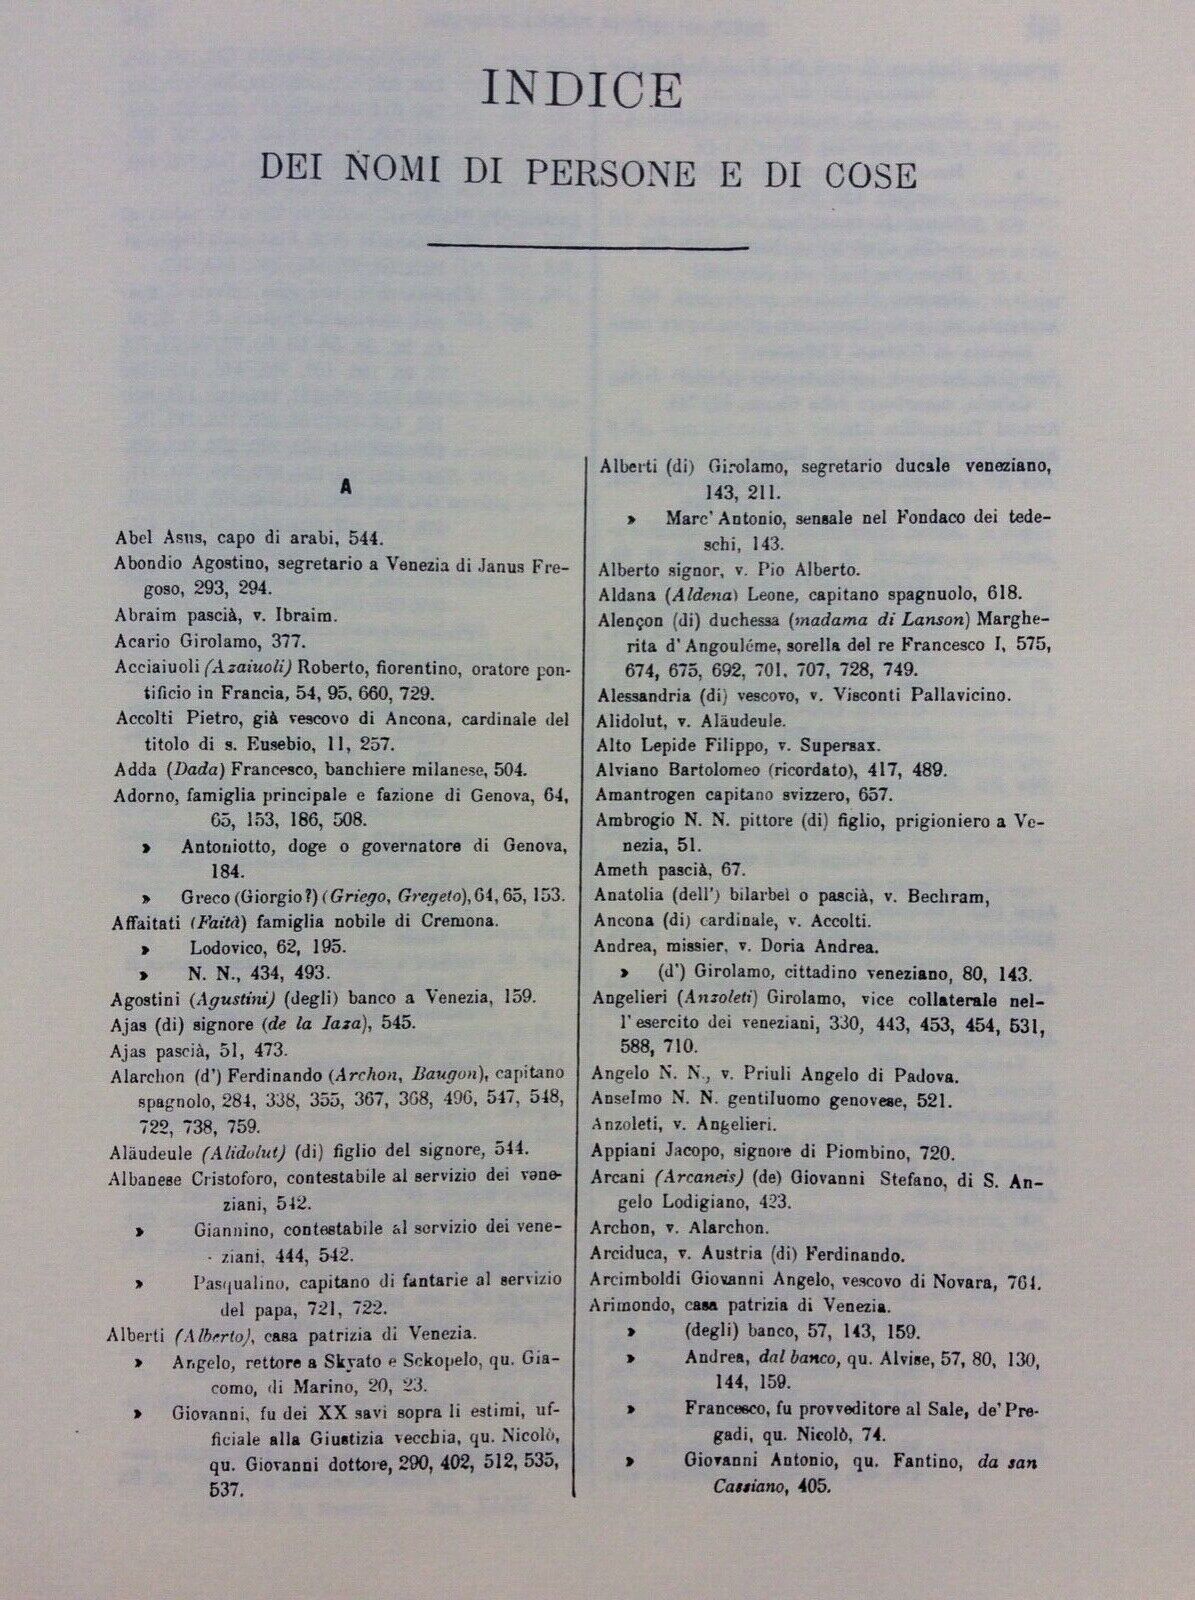 INDICE
DEI NOMI DI PERSONE E DI COSE
A
Abel Asus, capo di arabi, 544.
Abondio Agostino, segretario a Venezia di Janus Fre-
goso, 293, 294.
Abraim pascià, v. Ibraim.
Acario Girolamo, 377.
Acciaiuoli (Azaiuoli) Roberto, fiorentino, oratore pon-
tificio in Francia, 54, 95, 660, 729.
Accolti Pietro, già vescovo di Ancona, cardinale del
titolo di s. Eusebio, 11, 257.
Adda (Dada) Francesco, banchiere milanese, 504.
Adorno, famiglia principale e fazione di Genova, 64,
65, 153, 186, 508.
» Antoniotto, doge o governatore di Genova,
184.
» Greco (Giorgio?) (Griego, Gregeto), 64, 65, 153.
Affaitati (Faità) famiglia nobile di Cremona.
» Lodovico, 62, 195.
» N. N., 434, 493.
Agostini (Agustini) (degli) banco a Venezia, 159.
Ajas (di) signore (de la Iaza), 545.
Ajas pascià, 51, 473.
Alarchon (d') Ferdinando (Archon, Baugon), capitano
spagnolo, 284, 338, 355, 367, 368, 496, 547, 548,
722, 738, 759.
Aläudeule (Alidolut) (di) figlio del signore, 544.
Albanese Cristoforo, contestabile al servizio dei vene-
ziani, 542.
» Giannino, contestabile al servizio dei vene-
ziani, 444, 542.
» Pasqualino, capitano di fantarie al servizio
del papa, 721, 722.
Alberti (Alberto), casa patrizia di Venezia.
» Angelo, rettore a Skyato e Sckopelo, qu. Gia-
como, di Marino, 20, 23.
» Giovanni, fu dei XX savi sopra li estimi, uf-
ficiale alla Giustizia vecchia, qu. Nicolò,
qu. Giovanni dottore, 290, 402, 512, 535,
537.
Alberti (di) Girolamo, segretario ducale veneziano,
143, 211.
» Marc' Antonio, sensale nel Fondaco dei tede-
schi, 143.
Alberto signor, v. Pio Alberto.
Aldana (Aldena) Leone, capitano spagnuolo, 618.
Alençon (di) duchessa (madama di Lanson) Marghe-
rita d' Angouléme, sorella del re Francesco I, 575,
674, 675, 692, 701, 707, 728, 749.
Alessandria (di) vescovo, v. Visconti Pallavicino.
Alidolut, v. Aläudeule.
Alto Lepide Filippo, v. Supersax.
Alviano Bartolomeo (ricordato), 417, 489.
Amantrogen capitano svizzero, 657.
Ambrogio N. N. pittore (di) figlio, prigioniero a Ve-
nezia, 51.
Ameth pascià, 67.
Anatolia (dell') bilarbei o pascià, v. Bechram,
Ancona (di) cardinale, v. Accolti.
Andrea, missier, v. Doria Andrea.
» (d') Girolamo, cittadino veneziano, 80, 143.
Angelieri (Anzoleti) Girolamo, vice collaterale nel-
l' esercito dei veneziani, 330, 443, 453, 454, 531,
588, 710.
Angelo N. N., v. Priuli Angelo di Padova.
Anselmo N. N. gentiluomo genovese, 521.
Anzoleti, v. Angelieri.
Appiani Jacopo, signore di Piombino, 720.
Arcani (Arcaneis) (de) Giovanni Stefano, di S. An-
gelo Lodigiano, 423.
Archon, v. Alarchon.
Arciduca, v. Austria (di) Ferdinando.
Arcimboldi Giovanni Angelo, vescovo di Novara, 764.
Arimondo, casa patrizia di Venezia.
» (degli) banco, 57, 143, 159.
» Andrea, dal banco, qu. Alvise, 57, 80, 130,
144, 159.
» Francesco, fu provveditore al Sale, de' Pre-
gadi, qu. Nicolò, 74.
» Giovanni Antonio, qu. Fantino, da san
Cassiano, 405.